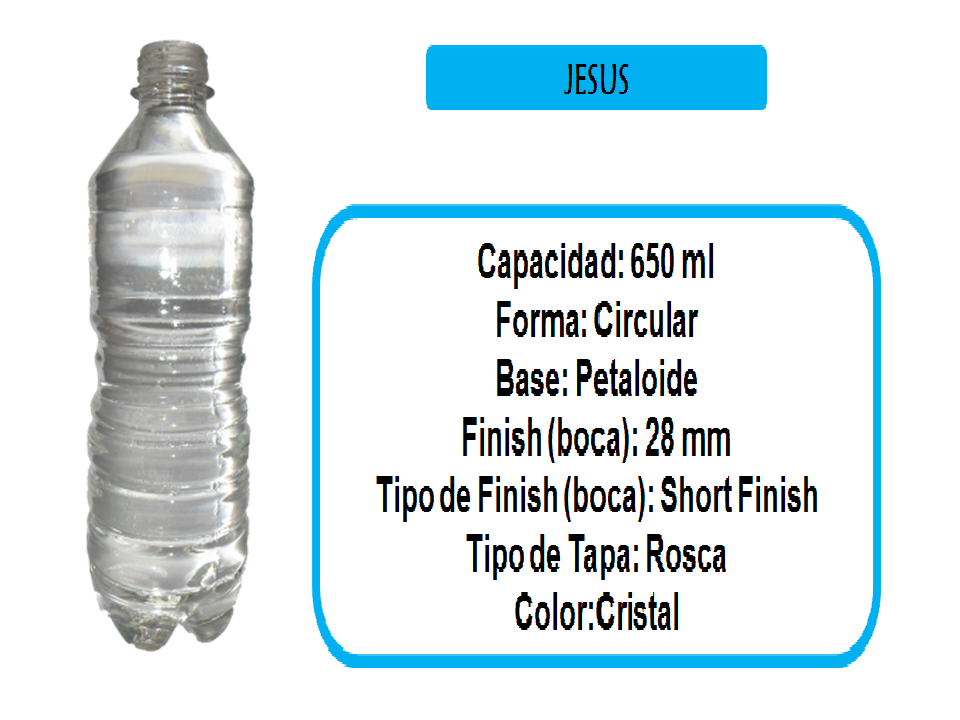 JESUS
Capacidad: 650 ml
Forma: Circular
Base: Petaloide
Finish (boca): 28 mm
Tipo de Finish (boca): Short Finish
Tipo de Tapa: Rosca
Color:Cristal